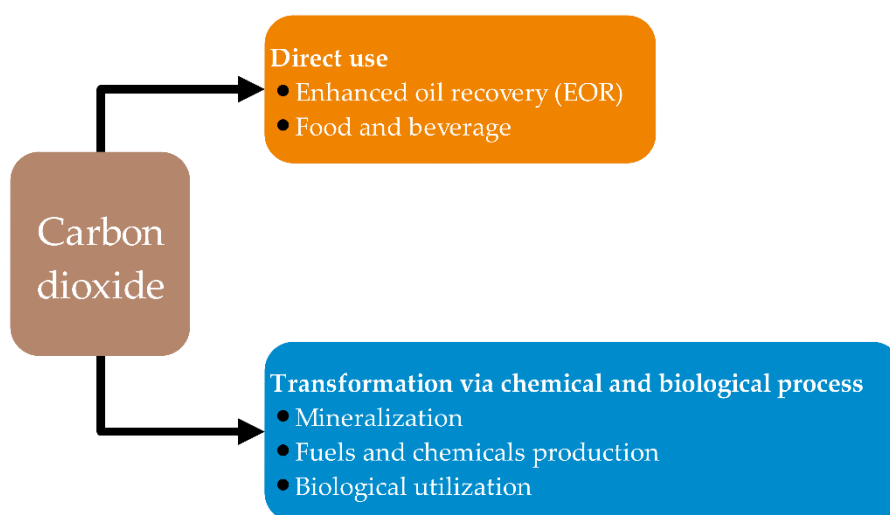 Direct use
• Enhanced oil recovery (EOR)
• Food and beverage
Carbon
dioxide
Transformation via chemical and biological process
• Mineralization
• Fuels and chemicals production
• Biological utilization